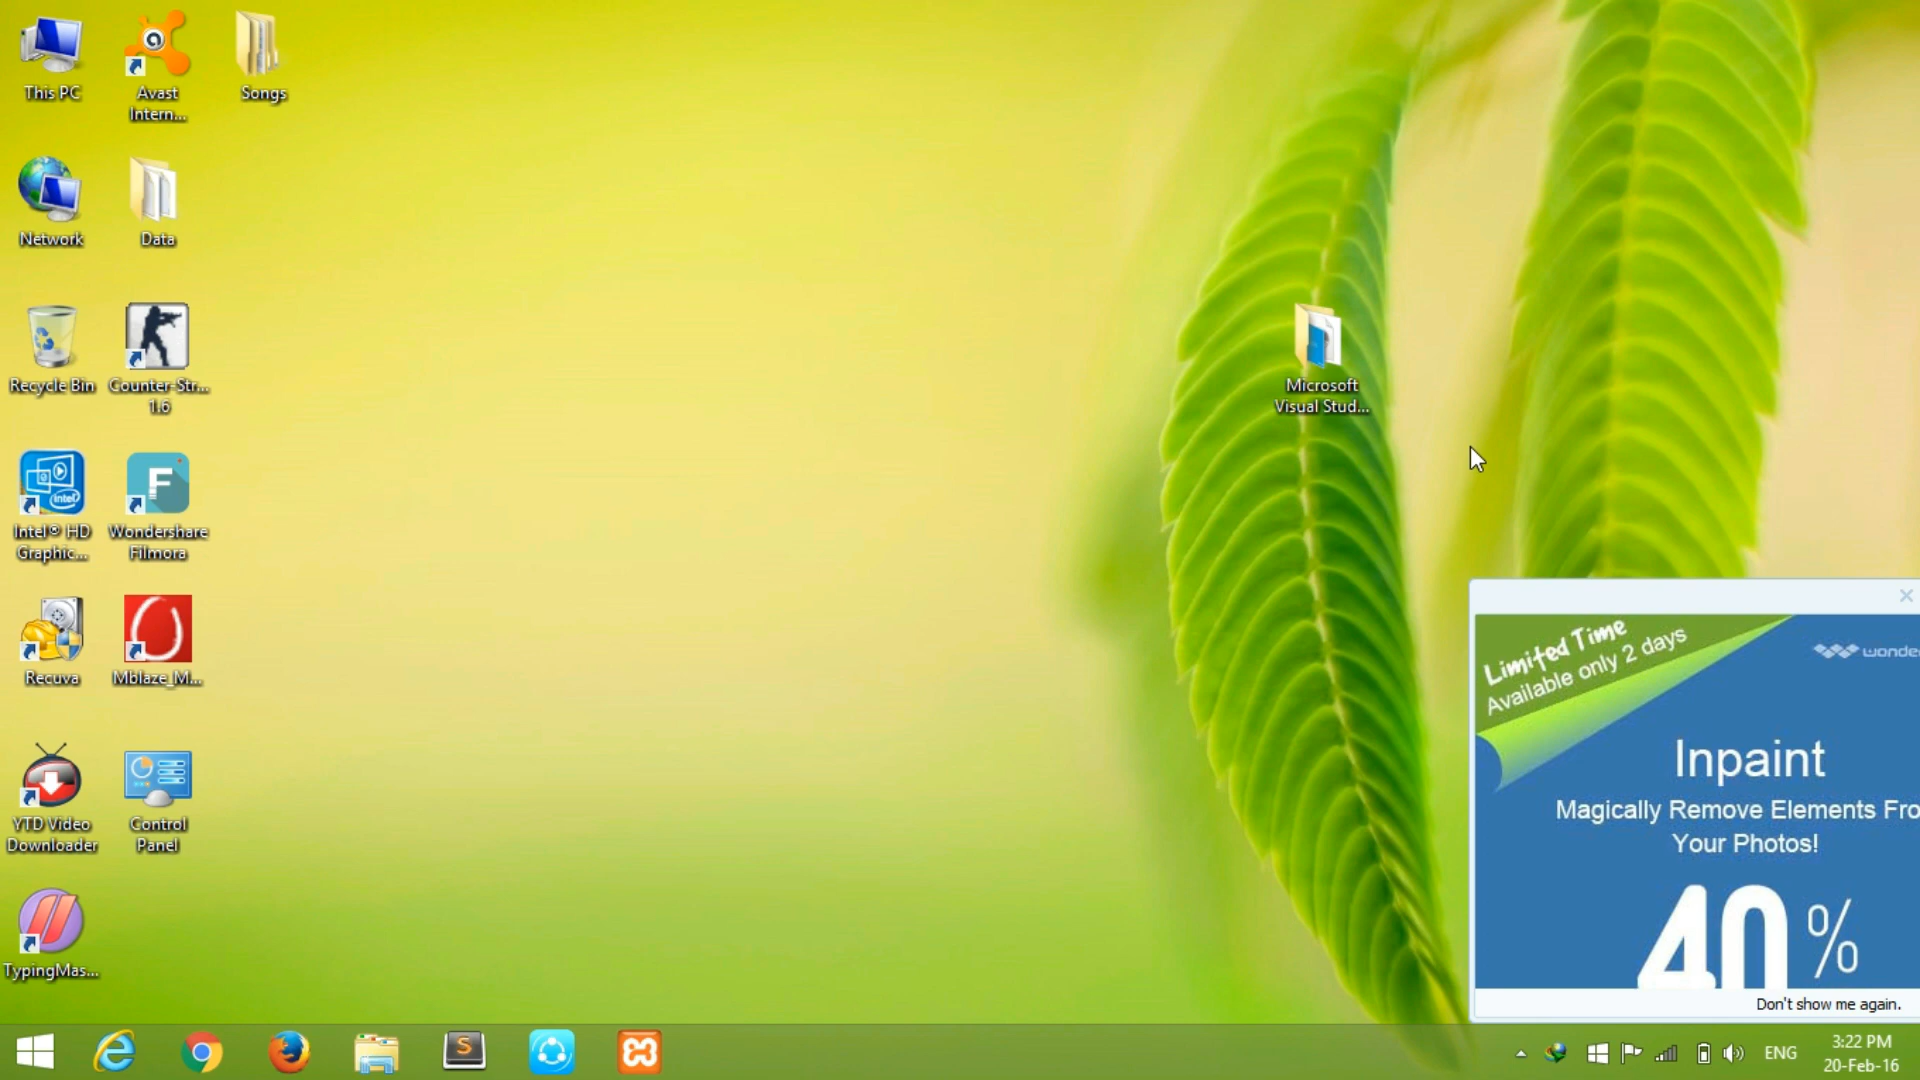 This PC
Avast
Intern...
Songs
Network
Data
Recycle Bin
Counter-Str...
1.6
Microsoft
Visual Stud...
Intel® HD
Graphic...
Wondershare
Filmora
Recuva
Mblaze_M...
YTD Video
Downloader
Control
Panel
TypingMas...
Limited Time
Available only 2 days
wonde
Inpaint
Magically Remove Elements Fro
Your Photos!
40%
Don't show me again.
ENG
3:22 PM
20-Feb-16